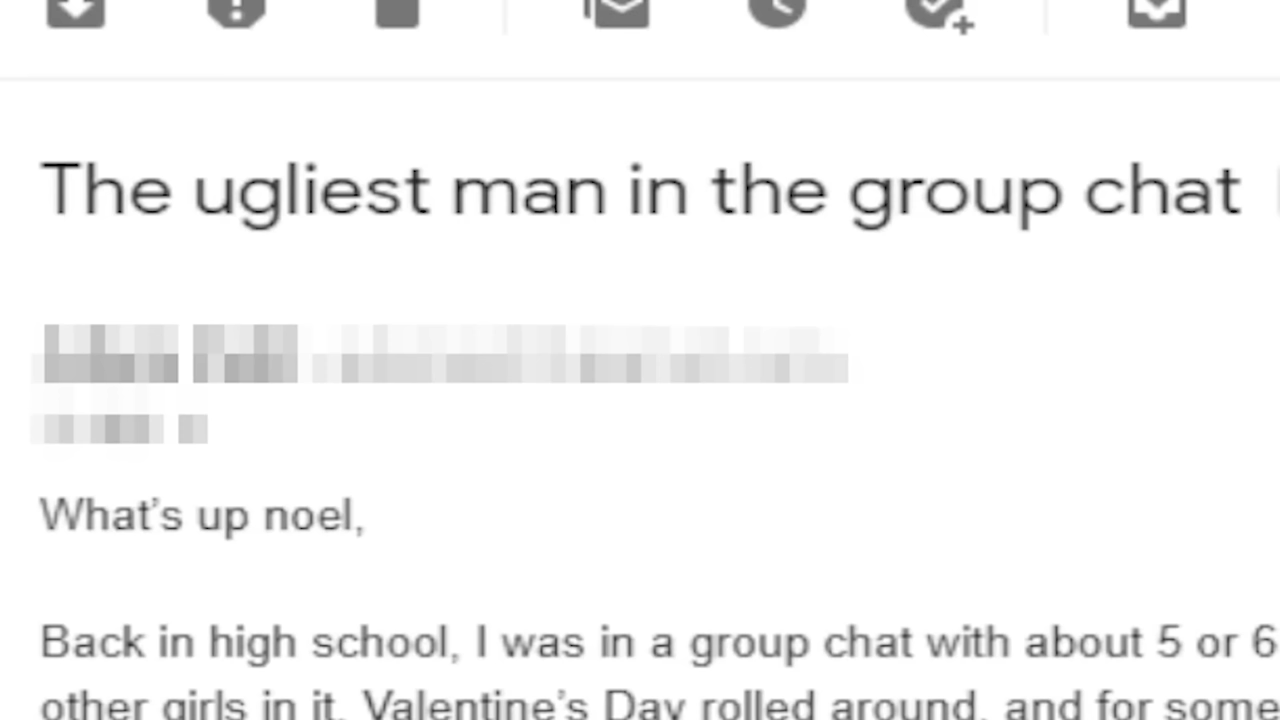 The ugliest man in the group chat
What's up noel,
Back in high school, I was in a group chat with about 5 or 6
other girls in it. Valentine's Day rolled around, and for some